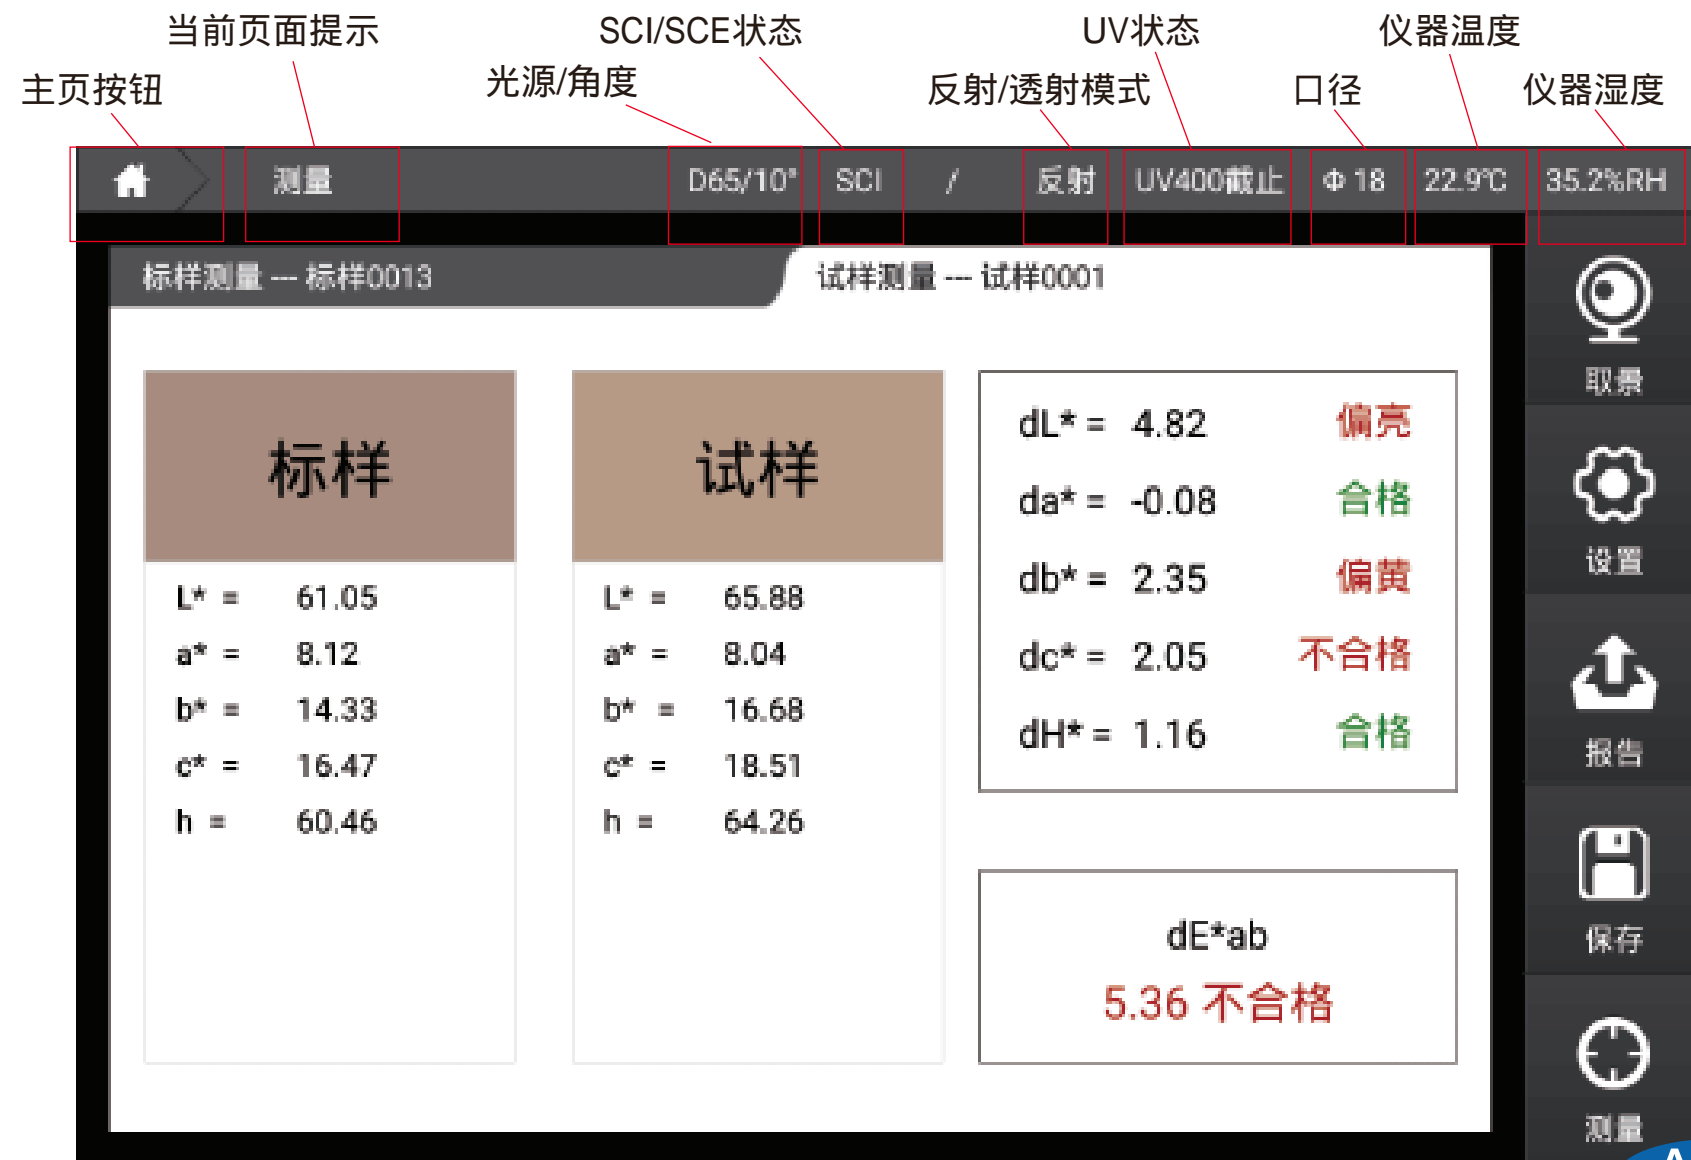 当前页面提示 SCI/SCE状态 UV状态 仪器温度
主页按钮 光源/角度 反射/透射模式 口径 仪器湿度
测量 D65/10° SCI / 反射 UV400截止 Φ 18 22.9℃ 35.2%RH
标样测量 --- 标样0013 试样测量 --- 试样0001
取景
设置
报告
保存
测量
标样
L* = 61.05
a* = 8.12
b* = 14.33
c* = 16.47
h = 60.46
试样
L* = 65.88
a* = 8.04
b* = 16.68
c* = 18.51
h = 64.26
dL* = 4.82 偏亮
da* = -0.08 合格
db* = 2.35 偏黄
dc* = 2.05 不合格
dH* = 1.16 合格
dE*ab
5.36 不合格
A